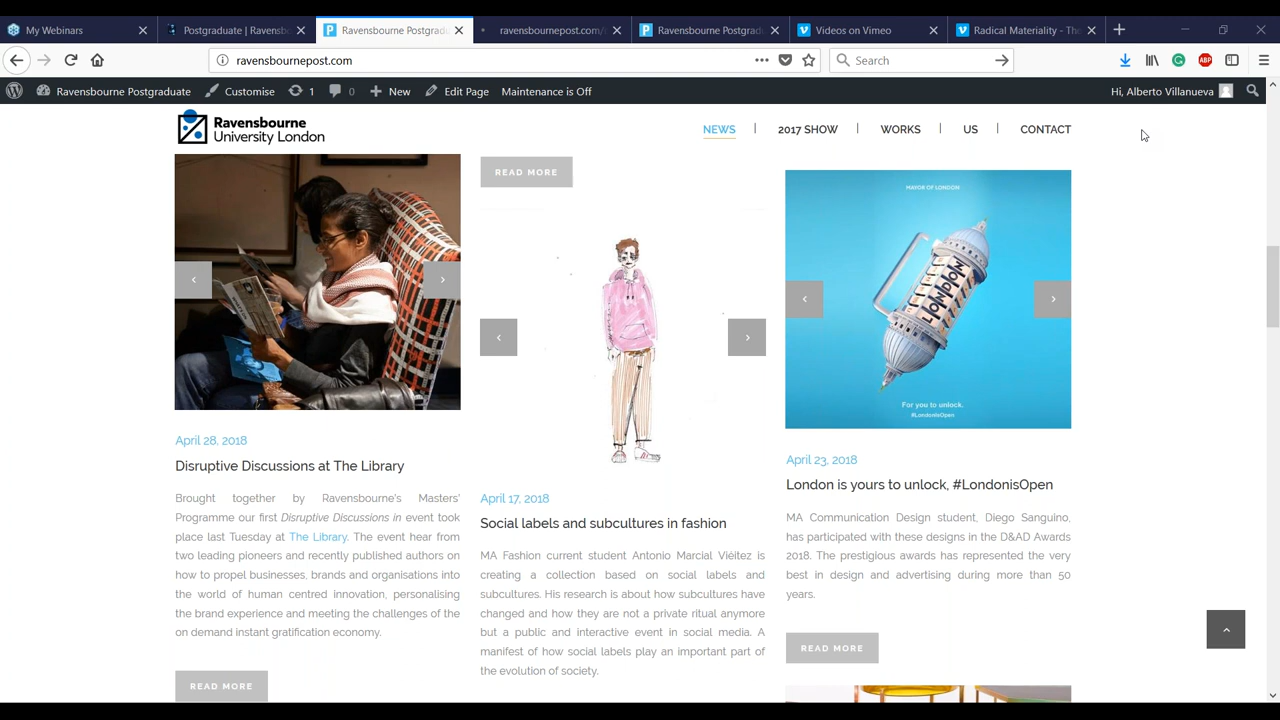 My Webinars
Postgraduate | Ravensbo
Ravensbourne Postgradu
ravensbournepost.com/
Ravensbourne Postgrad
Videos on Vimeo
Radical Materiality - The
ravensbournepost.com
Search
ABP
Ravensbourne Postgraduate
Customise
1
0
New
Edit Page
Maintenance is Off
Hi, Alberto Villanueva
Ravensbourne
University London
NEWS
2017 SHOW
WORKS
US
CONTACT
April 28, 2018
Disruptive Discussions at The Library
Brought together by Ravensbourne's Masters'
Programme our first Disruptive Discussions in event took
place last Tuesday at The Library. The event hear from
two leading pioneers and recently published authors on
how to propel businesses, brands and organisations into
the world of human centred innovation, personalising
the brand experience and meeting the challenges of the
on demand instant gratification economy.
READ MORE
READ MORE
April 17, 2018
Social labels and subcultures in fashion
MA Fashion current student Antonio Marcial Viéitez is
creating a collection based on social labels and
subcultures. His research is about how subcultures have
changed and how they are not a private ritual anymore
but a public and interactive event in social media. A
manifest of how social labels play an important part of
the evolution of society.
MAYOR OF LONDON
LONDON
For you to unlock.
#LondonIsOpen
April 23, 2018
London is yours to unlock, #LondonisOpen
MA Communication Design student, Diego Sanguino,
has participated with these designs in the D&AD Awards
2018. The prestigious awards has represented the very
best in design and advertising during more than 50
years.
READ MORE